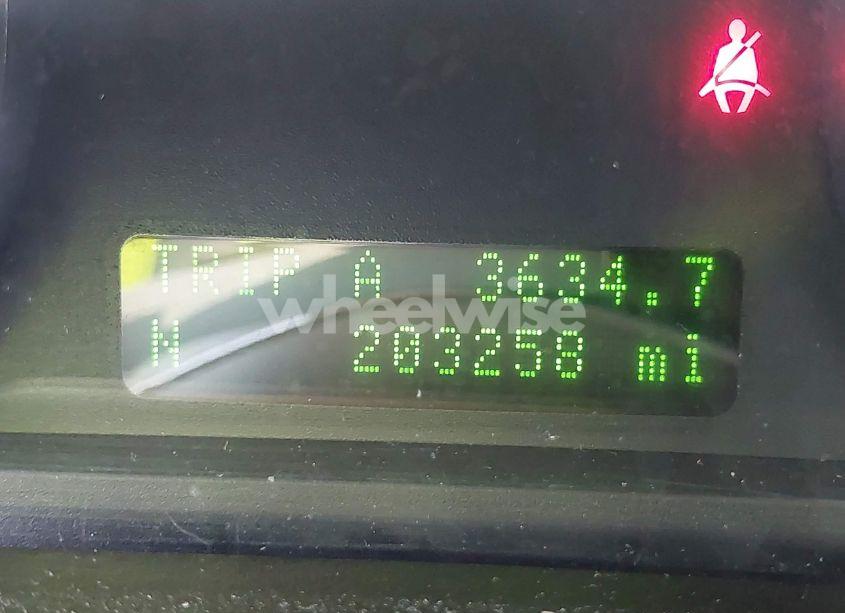 TRIP A 3634.7
wheelwise
N 203258 mi